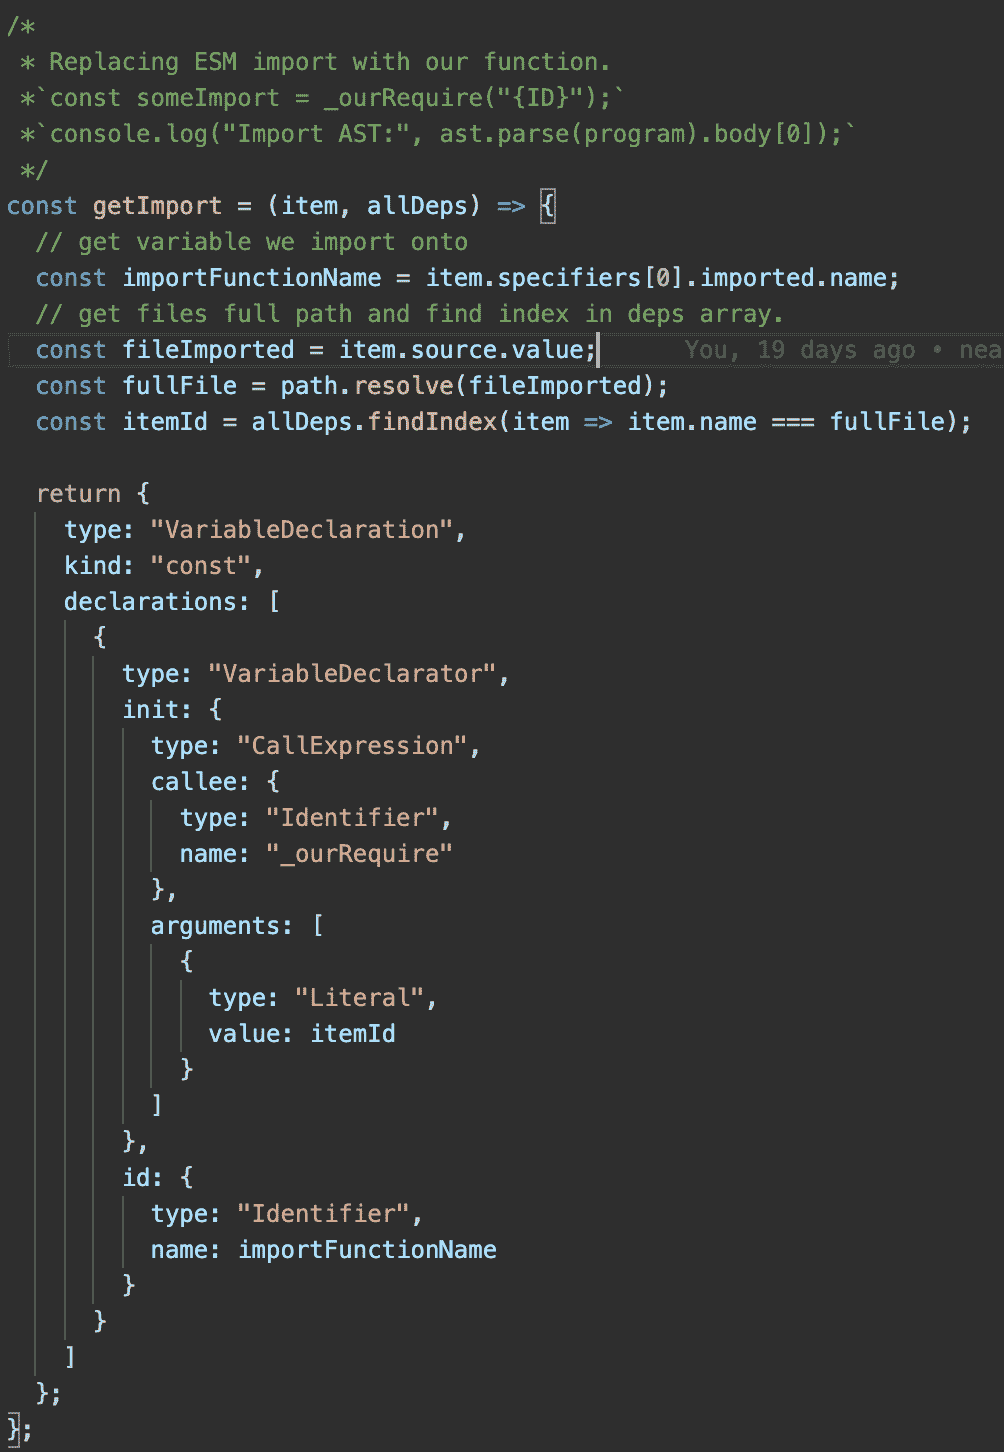 /*
 * Replacing ESM import with our function.
 *`const someImport = _ourRequire("{ID}");`
 *`console.log("Import AST:", ast.parse(program).body[0]);`
 */
const getImport = (item, allDeps) => {
  // get variable we import onto
  const importFunctionName = item.specifiers[0].imported.name;
  // get files full path and find index in deps array.
  const fileImported = item.source.value;      You, 19 days ago • nea
  const fullFile = path.resolve(fileImported);
  const itemId = allDeps.findIndex(item => item.name === fullFile);

  return {
    type: "VariableDeclaration",
    kind: "const",
    declarations: [
      {
        type: "VariableDeclarator",
        init: {
          type: "CallExpression",
          callee: {
            type: "Identifier",
            name: "_ourRequire"
          },
          arguments: [
            {
              type: "Literal",
              value: itemId
            }
          ]
        },
        id: {
          type: "Identifier",
          name: importFunctionName
        }
      }
    ]
  };
};